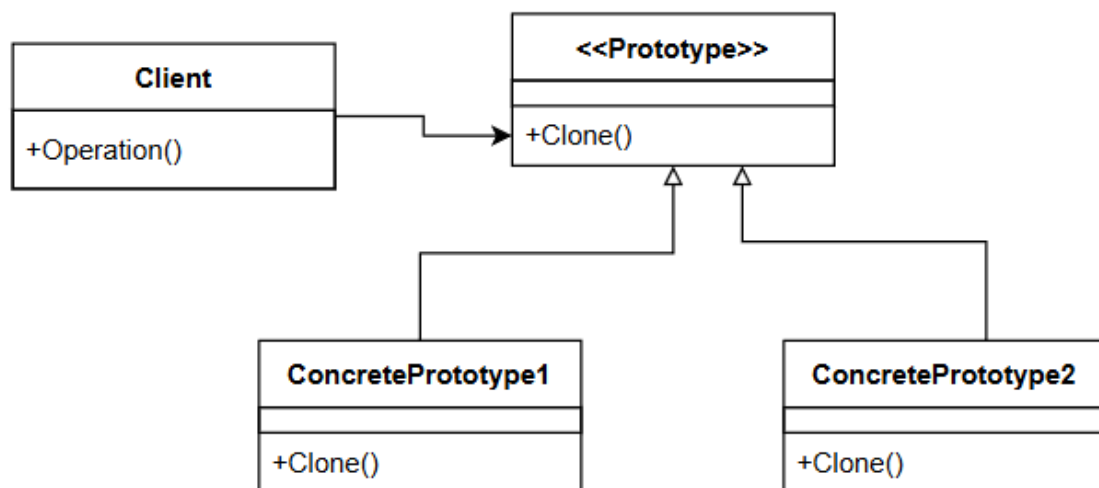 Client
+Operation()
<<Prototype>>
+Clone()
ConcretePrototype1
+Clone()
ConcretePrototype2
+Clone()